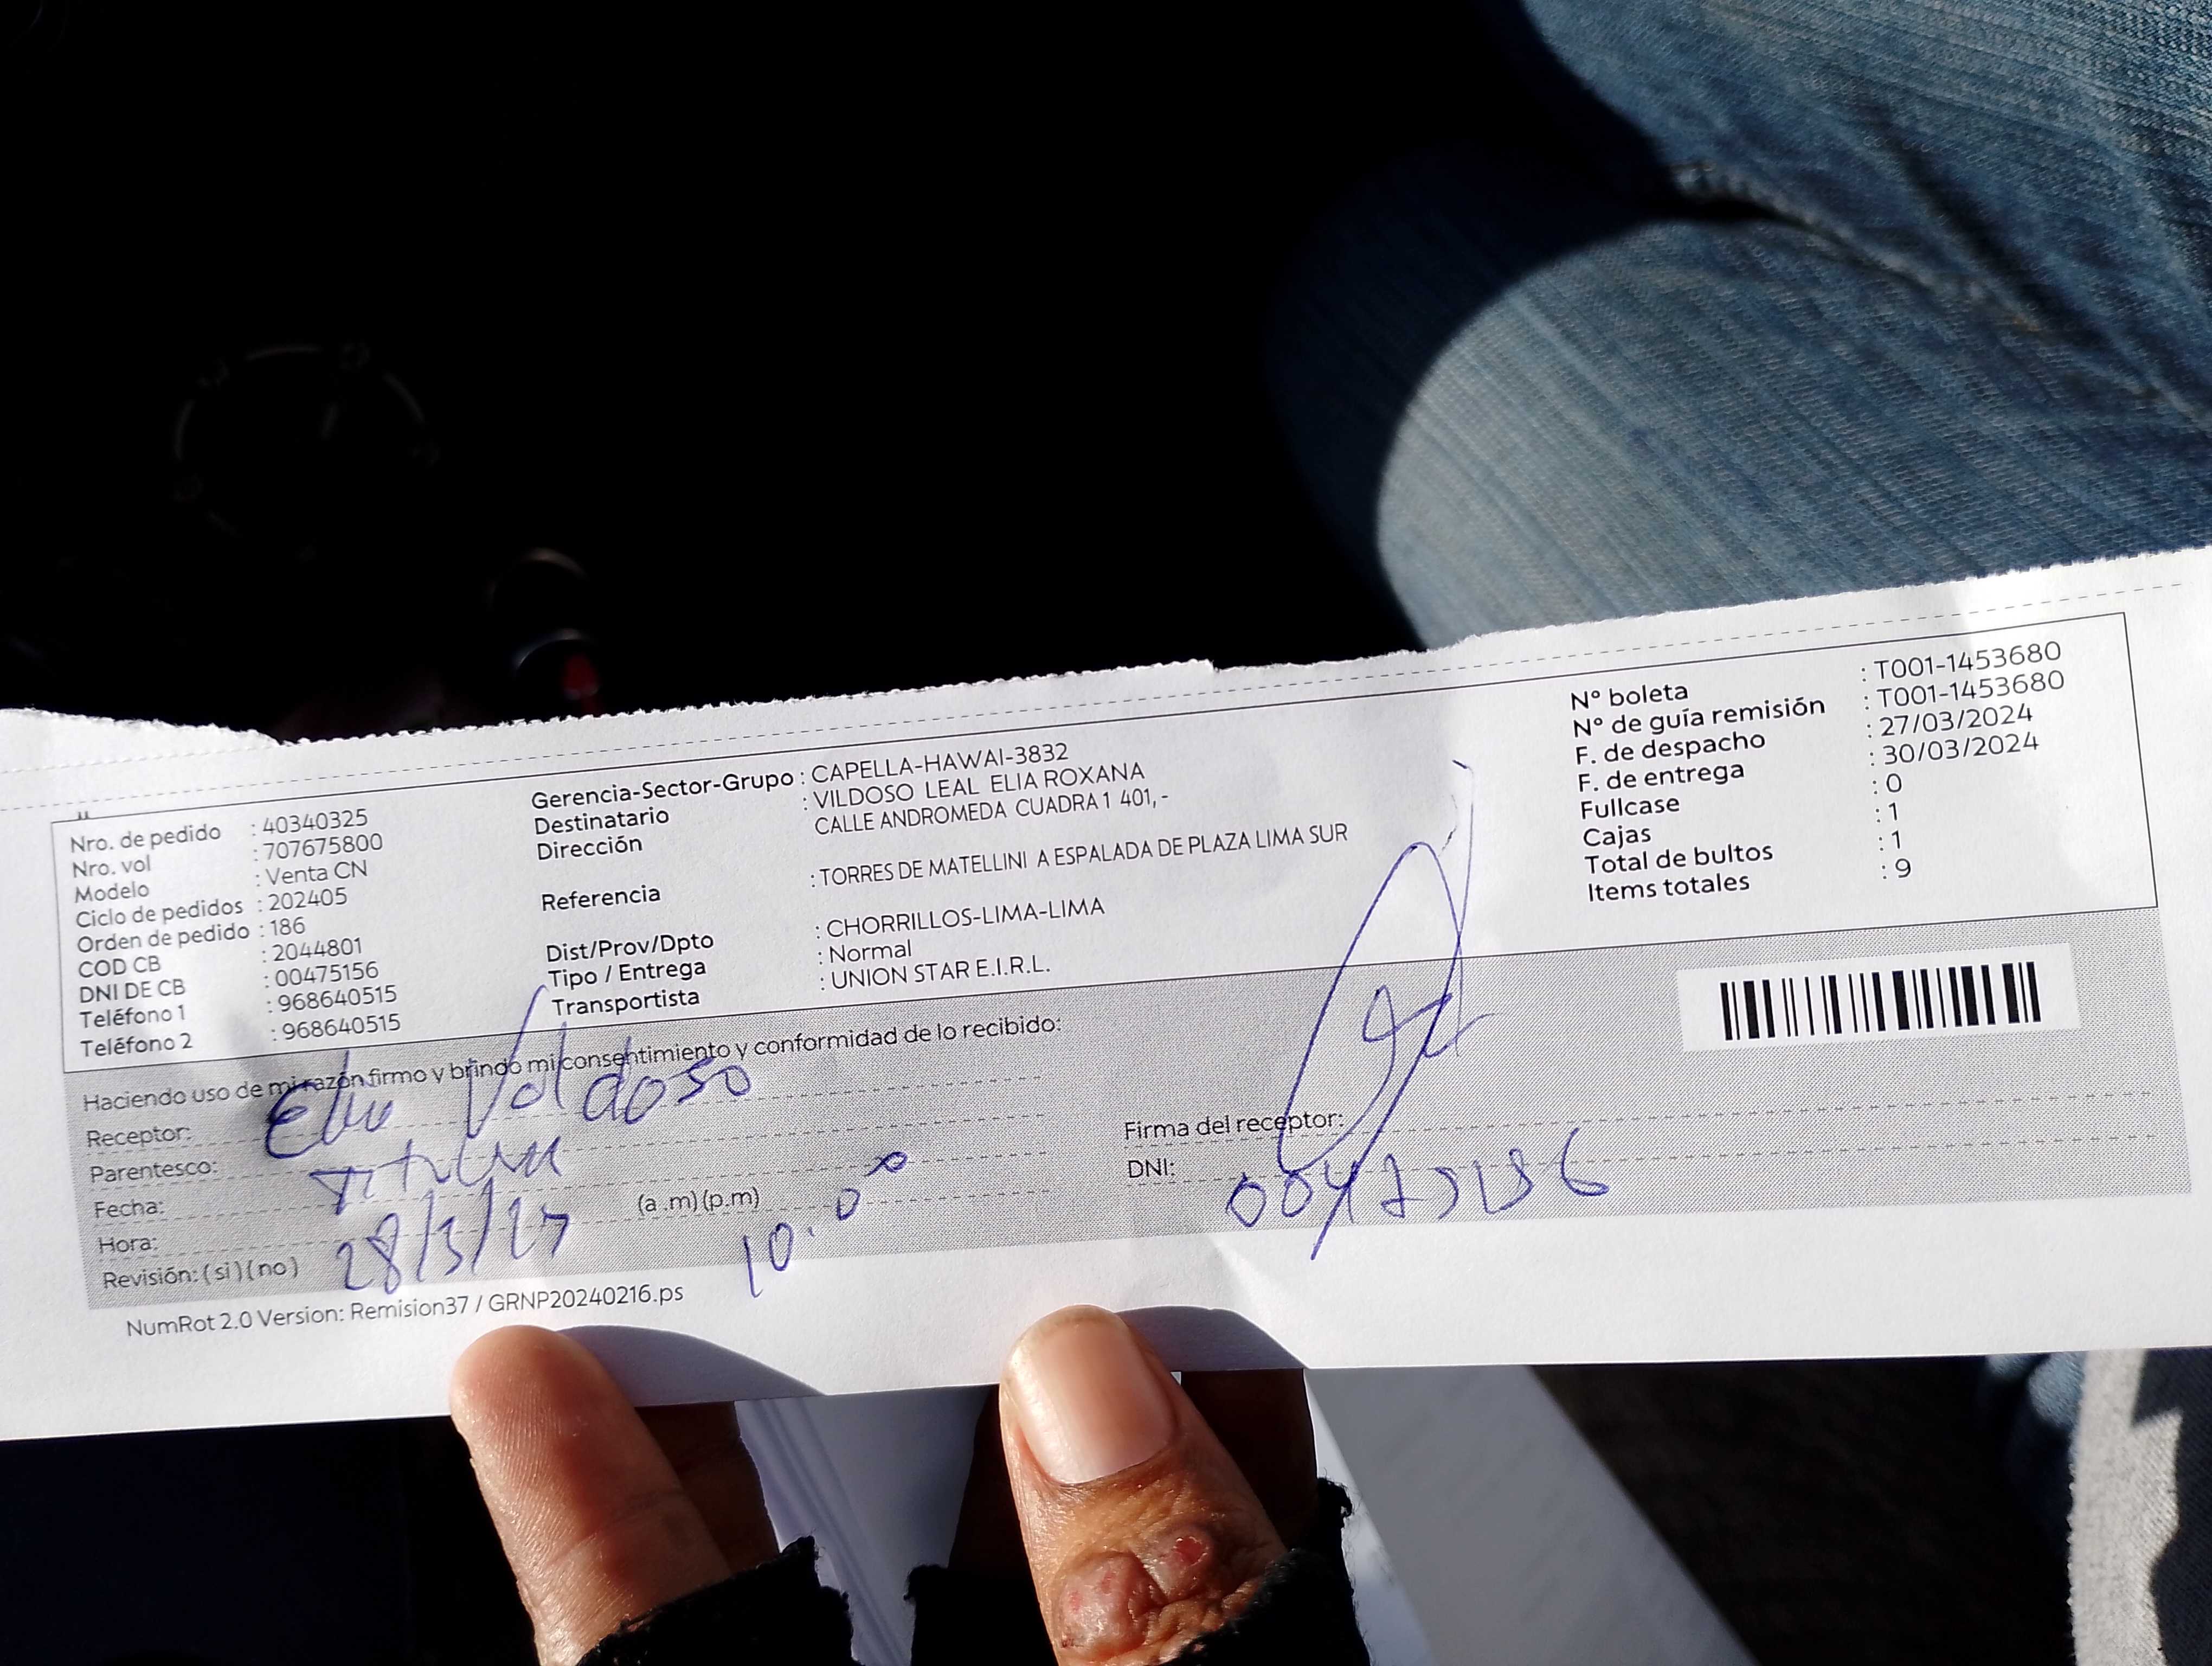 Nro. de pedido : 40340325
Nro. vol : 707675800
Modelo : Venta CN
Ciclo de pedidos : 202405
Orden de pedido : 186
COD CB : 2044801
DNI DE CB : 00475156
Teléfono 1 : 968640515
Teléfono 2 : 968640515
Gerencia-Sector-Grupo : CAPELLA-HAWAI-3832
Destinatario : VILDOSO LEAL ELIA ROXANA
Dirección CALLE ANDROMEDA CUADRA 1 401, -
Referencia : TORRES DE MATELLINI A ESPALADA DE PLAZA LIMA SUR
Dist/Prov/Dpto : CHORRILLOS-LIMA-LIMA
Tipo / Entrega : Normal
Transportista : UNION STAR E.I.R.L.
N° boleta : T001-1453680
N° de guía remisión : T001-1453680
F. de despacho : 27/03/2024
F. de entrega : 30/03/2024
Fullcase : 0
Cajas : 1
Total de bultos : 1
Items totales : 9
Haciendo uso de mi razón firmo y brindo mi consentimiento y conformidad de lo recibido:
Receptor:
Parentesco:
Fecha:
Hora: (a .m) (p.m) 10:00
Revisión: ( si ) ( no )
Firma del receptor:
DNI: 00475156
NumRot 2.0 Version: Remision37 / GRNP20240216.ps